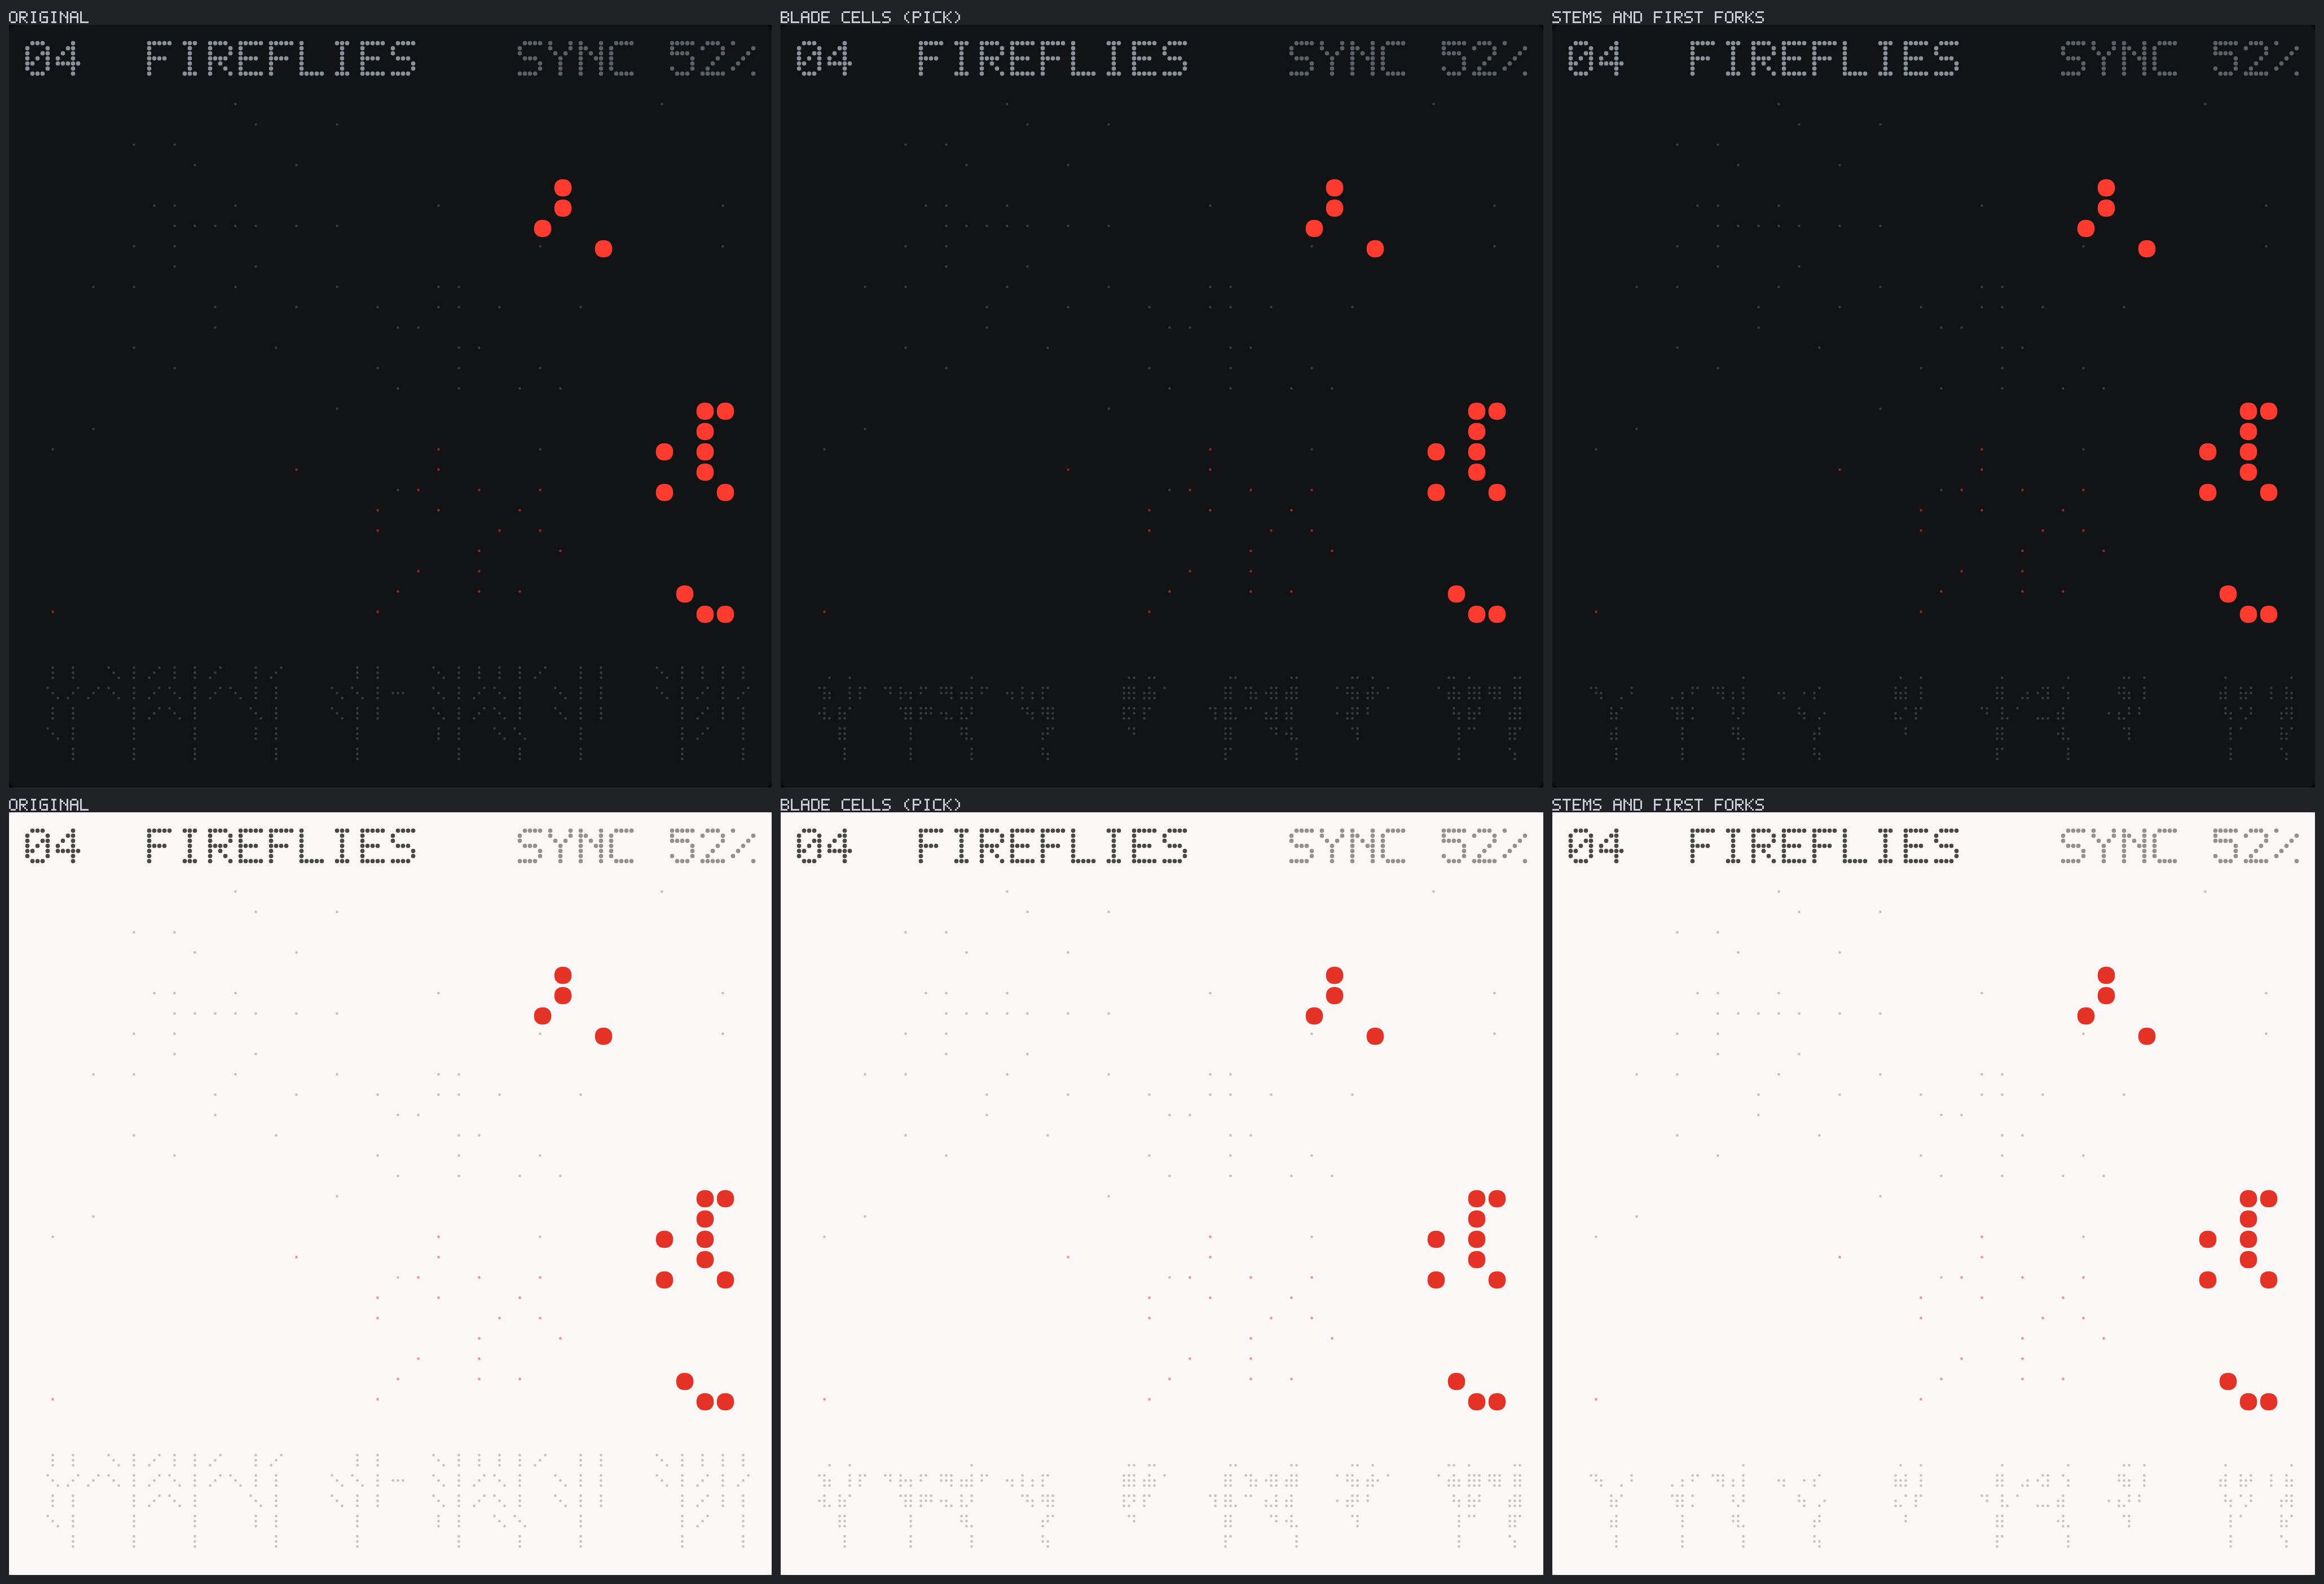 ORIGINAL
BLADE CELLS (PICK)
STEMS AND FIRST FORKS
04 FIREFLIES SYNC 52%
04 FIREFLIES SYNC 52%
04 FIREFLIES SYNC 52%
ORIGINAL
BLADE CELLS (PICK)
STEMS AND FIRST FORKS
04 FIREFLIES SYNC 52%
04 FIREFLIES SYNC 52%
04 FIREFLIES SYNC 52%